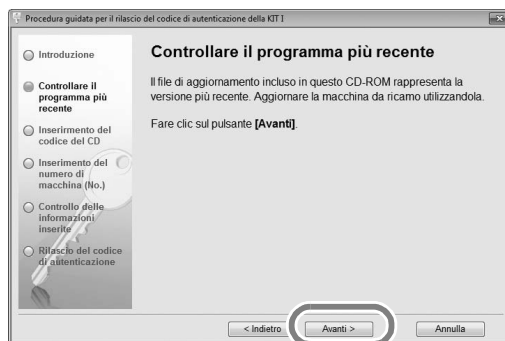 Procedura guidata per il rilascio del codice di autenticazione della KIT I
Introduzione
Controllare il
programma più
recente
Inserirmento del
codice del CD
Inserimento del
numero di
macchina (No.)
Controllo delle
informazioni
inserite
Rilascio del codice
di autenticazione
Controllare il programma più recente
Il file di aggiornamento incluso in questo CD-ROM rappresenta la
versione più recente. Aggiornare la macchina da ricamo utilizzandola.
Fare clic sul pulsante [Avanti].
< Indietro
Avanti >
Annulla